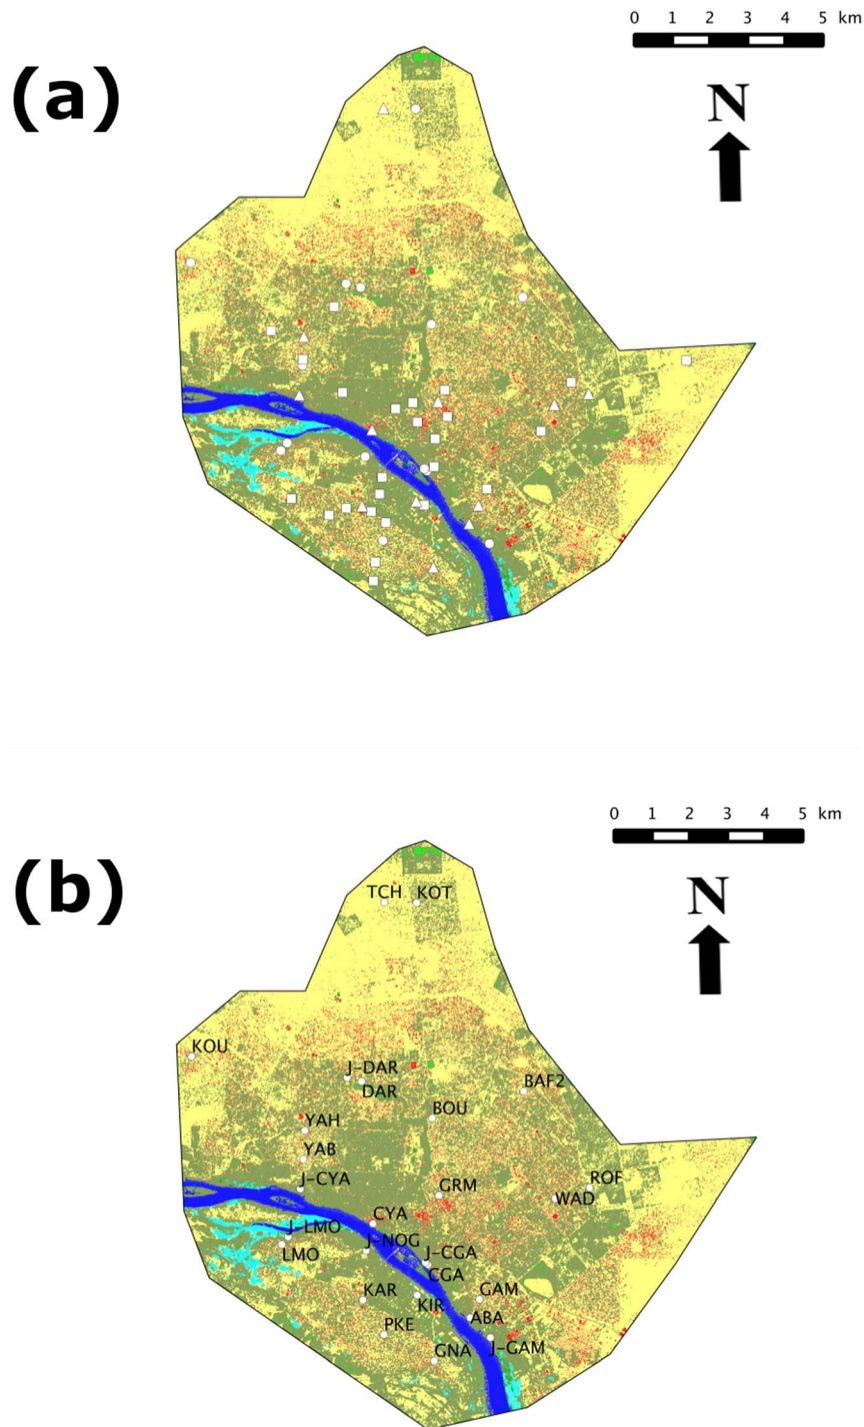 0 1 2 3 4 5 km
(a)
N
0 1 2 3 4 5 km
(b)
N
TCH KOT
KOU
J-DAR
DAR
BAF2
BOU
YAH
YAB
J-CYA
GRM
ROF
WAD
CYA
J-LMO
J-NOG
LMO
J-CGA
CGA
KAR
GAM
KIR
ABA
PKE
J-GAM
GNA